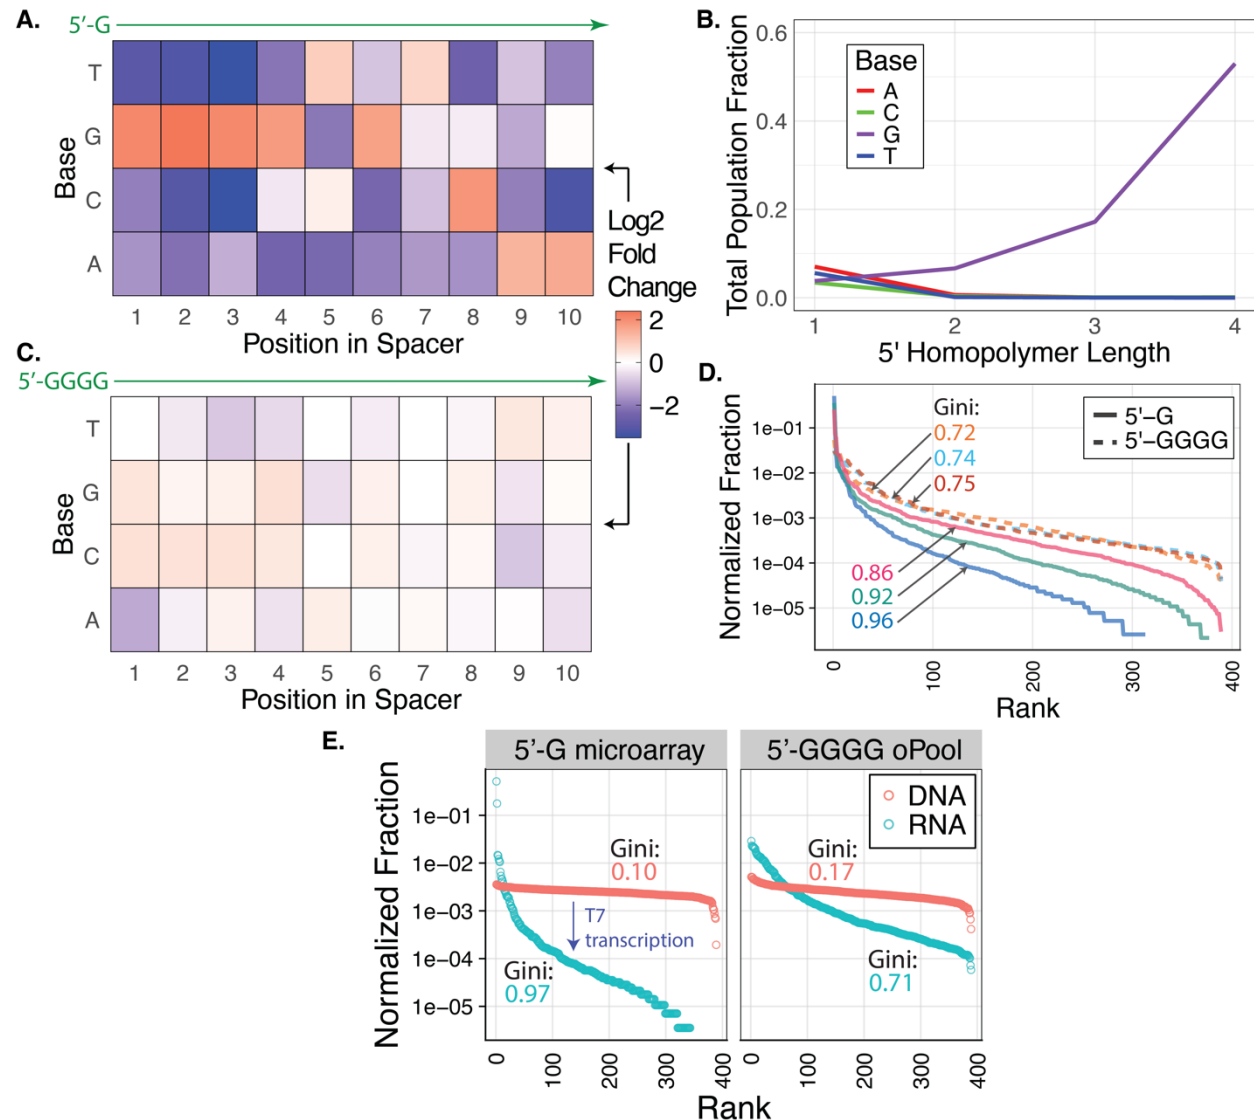 A.
5'-G
T
G
C
A
Base
1 2 3 4 5 6 7 8 9 10
Position in Spacer
Log2
Fold
Change
2
0
−2
B.
Total Population Fraction
0.6
0.4
0.2
0.0
Base
A
C
G
T
1 2 3 4
5' Homopolymer Length
C.
5'-GGGG
T
G
C
A
Base
1 2 3 4 5 6 7 8 9 10
Position in Spacer
D.
Normalized Fraction
1e−01
1e−02
1e−03
1e−04
1e−05
Gini:
0.72
0.74
0.75
5'−G
5'−GGGG
0.86
0.92
0.96
0 100 200 300 400
Rank
E.
5'-G microarray
5'-GGGG oPool
Normalized Fraction
1e−01
1e−02
1e−03
1e−04
1e−05
Gini:
0.10
T7
transcription
Gini:
0.97
DNA
RNA
Gini:
0.17
Gini:
0.71
0 100 200 300 400
0 100 200 300 400
Rank